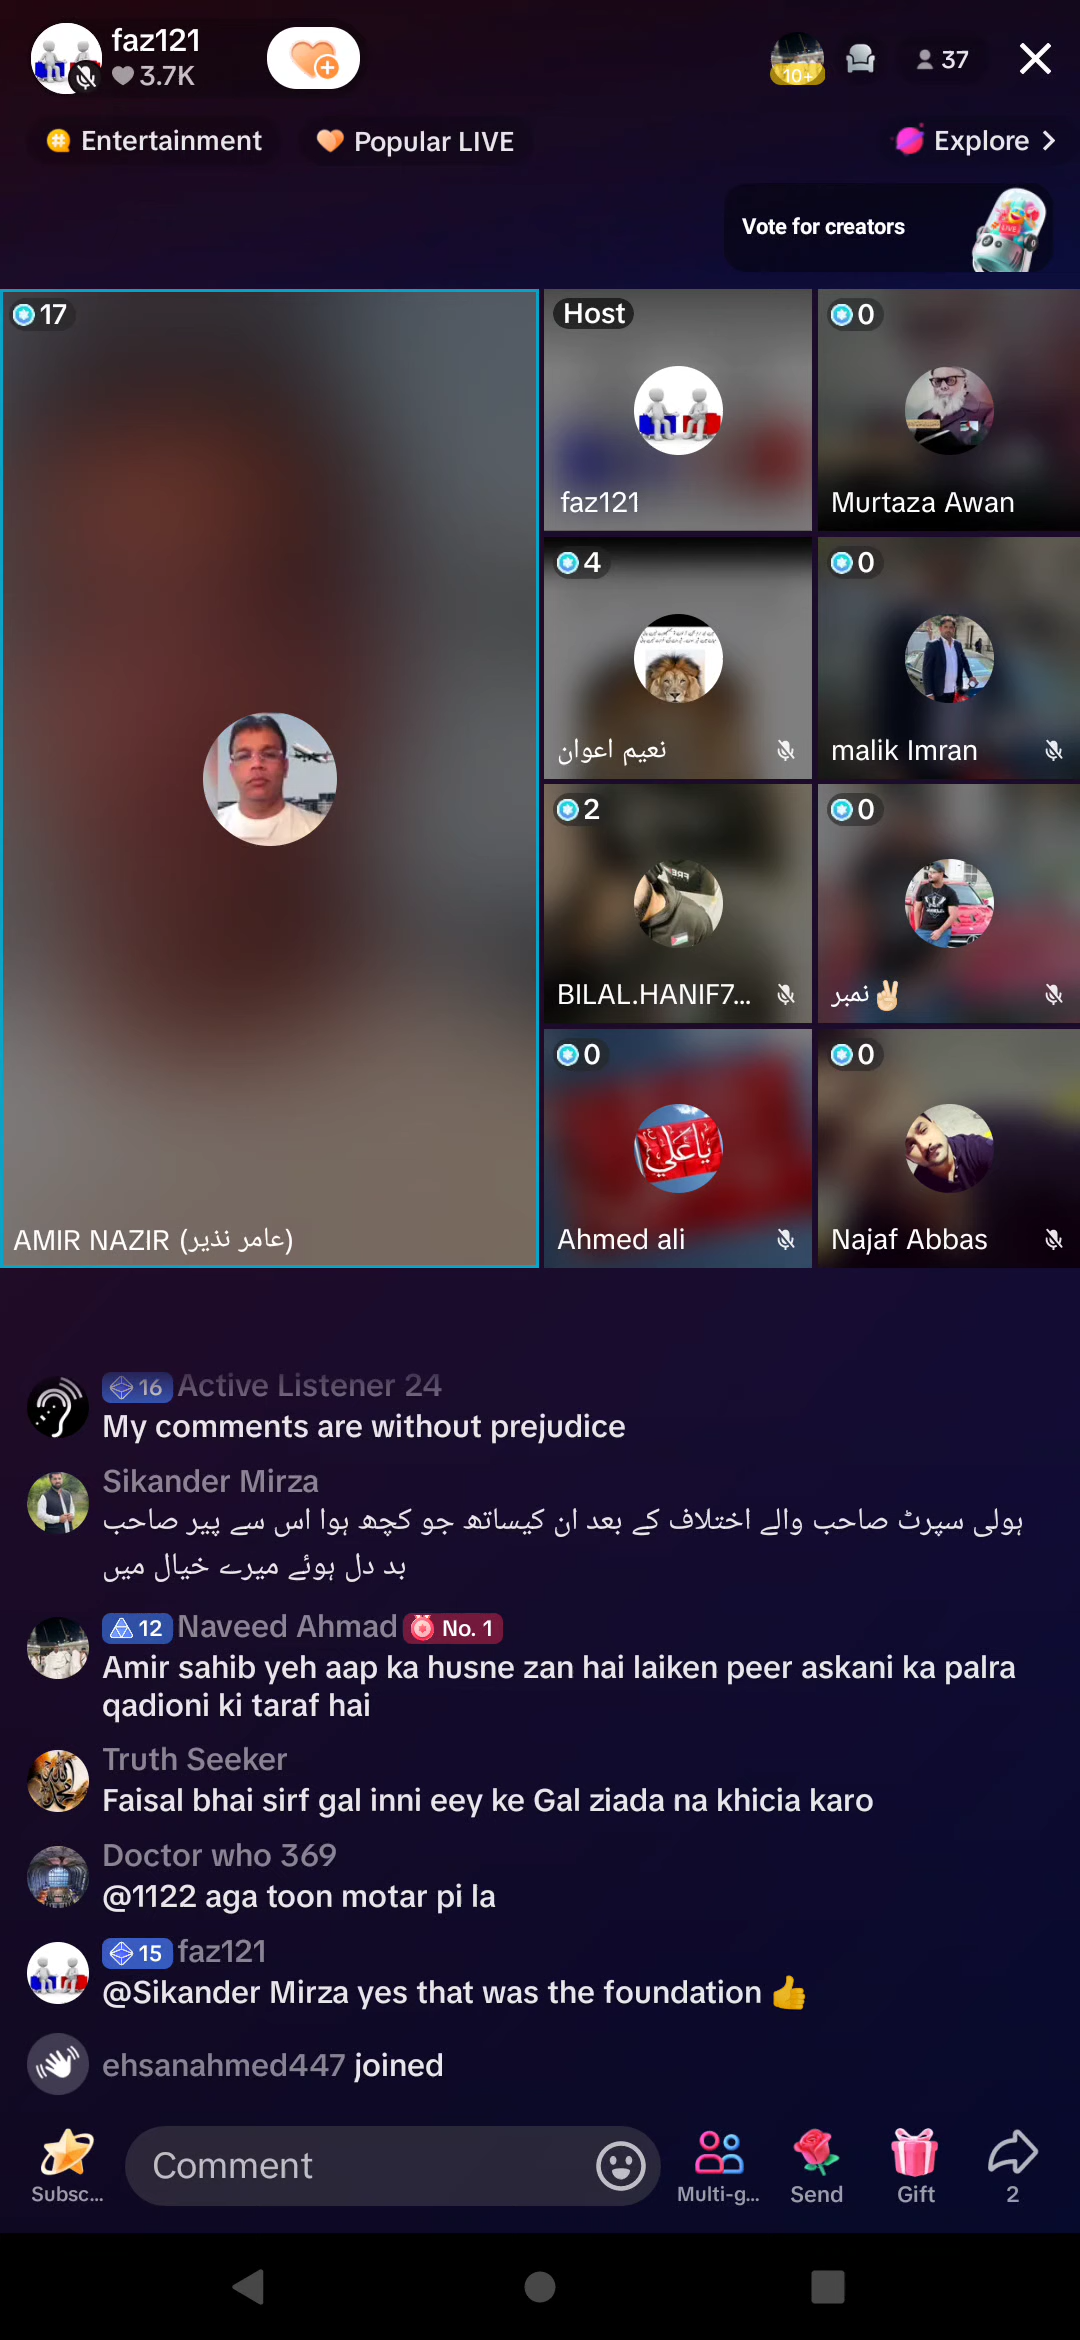 faz121
3.7K
10+
37
Entertainment
Popular LIVE
Explore
Vote for creators
17
Host
faz121
0
Murtaza Awan
4
نعیم اعوان
0
malik Imran
2
BILAL.HANIF7...
0
نمبر✌🏻
0
یا علي
Ahmed ali
0
Najaf Abbas
AMIR NAZIR (عامر نذیر)
16 Active Listener 24
My comments are without prejudice
Sikander Mirza
ہولی سپرٹ صاحب والے اختلاف کے بعد ان کیساتھ جو کچھ ہوا اس سے پیر صاحب
بد دل ہوئے میرے خیال میں
12 Naveed Ahmad No. 1
Amir sahib yeh aap ka husne zan hai laiken peer askani ka palra
qadioni ki taraf hai
Truth Seeker
Faisal bhai sirf gal inni eey ke Gal ziada na khicia karo
Doctor who 369
@1122 aga toon motar pi la
15 faz121
@Sikander Mirza yes that was the foundation 👍
ehsanahmed447 joined
Subsc...
Comment
Multi-g...
Send
Gift
2